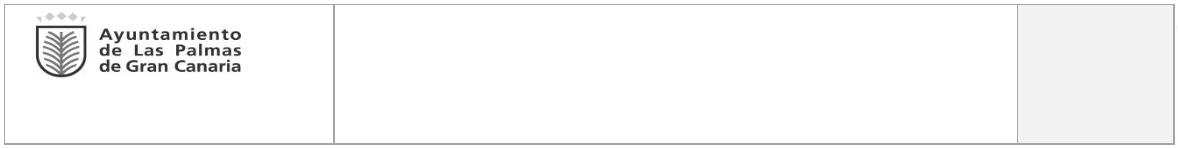 Ayuntamiento
de Las Palmas
de Gran Canaria